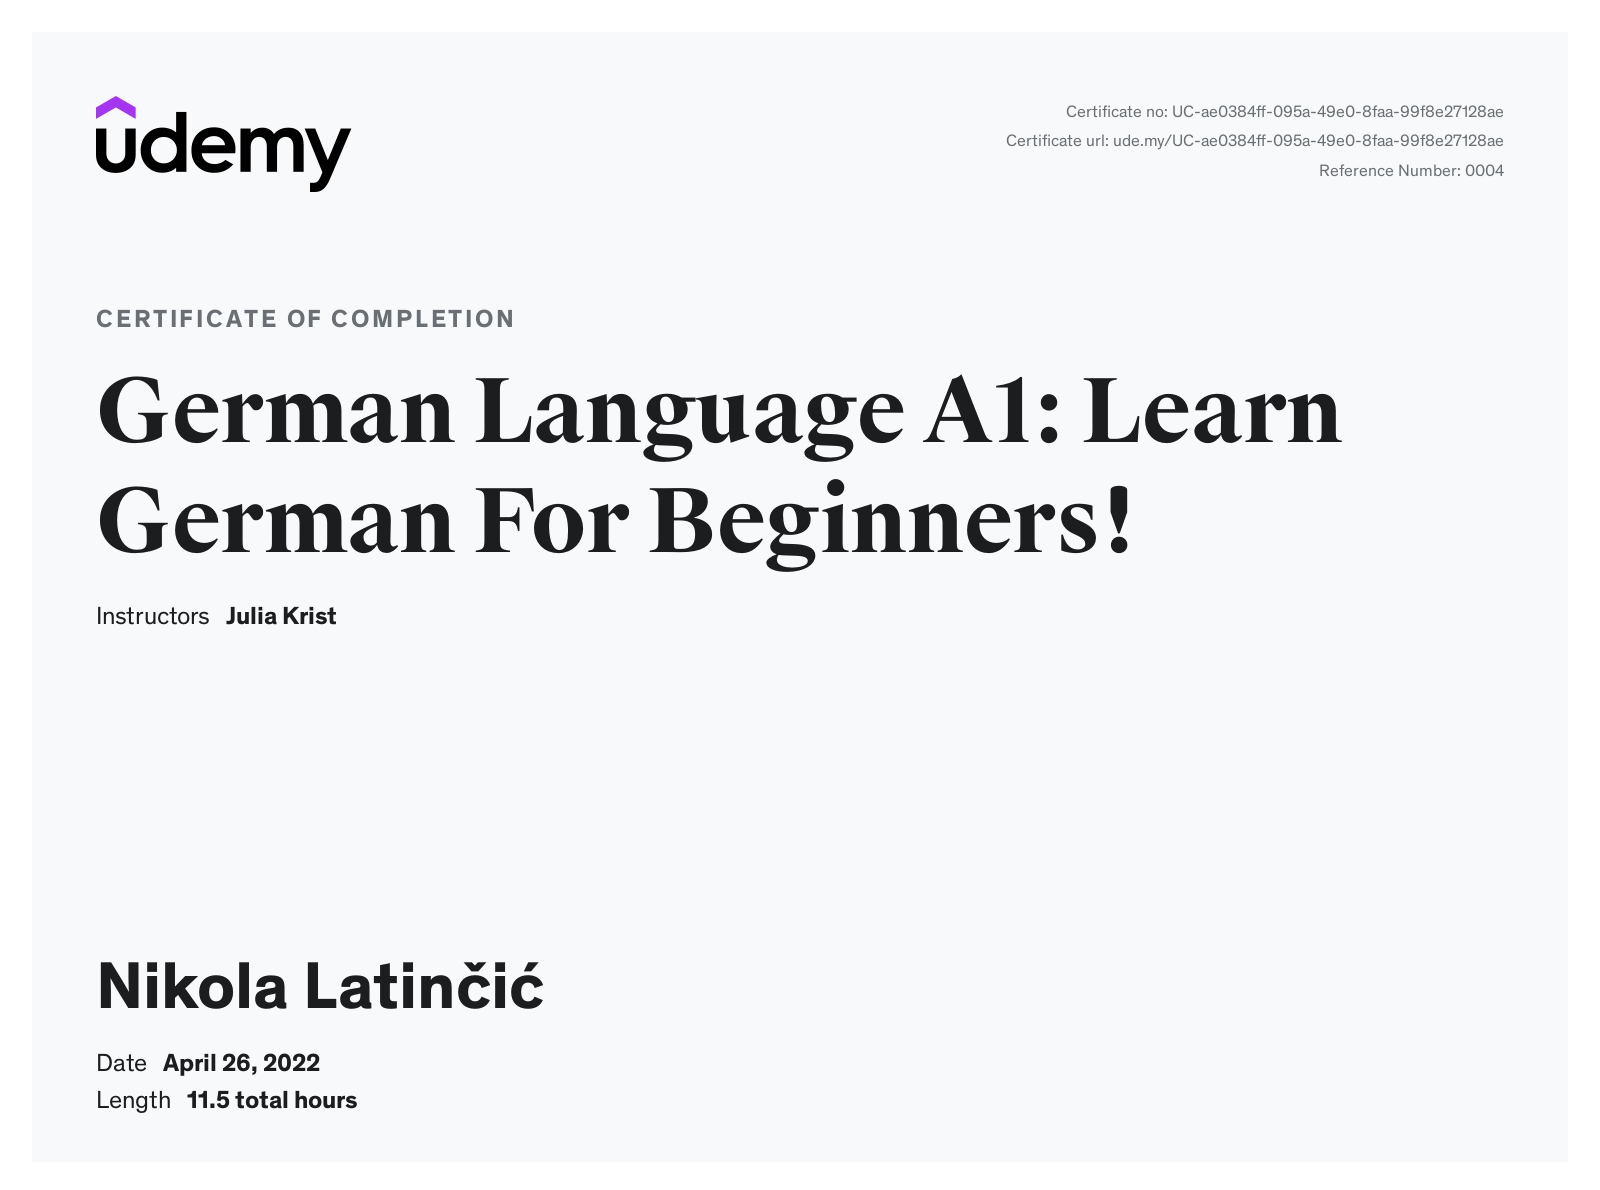 udemy
Certificate no: UC-ae0384ff-095a-49e0-8faa-99f8e27128ae
Certificate url: ude.my/UC-ae0384ff-095a-49e0-8faa-99f8e27128ae
Reference Number: 0004
CERTIFICATE OF COMPLETION
German Language A1: Learn
German For Beginners!
Instructors Julia Krist
Nikola Latinčić
Date April 26, 2022
Length 11.5 total hours